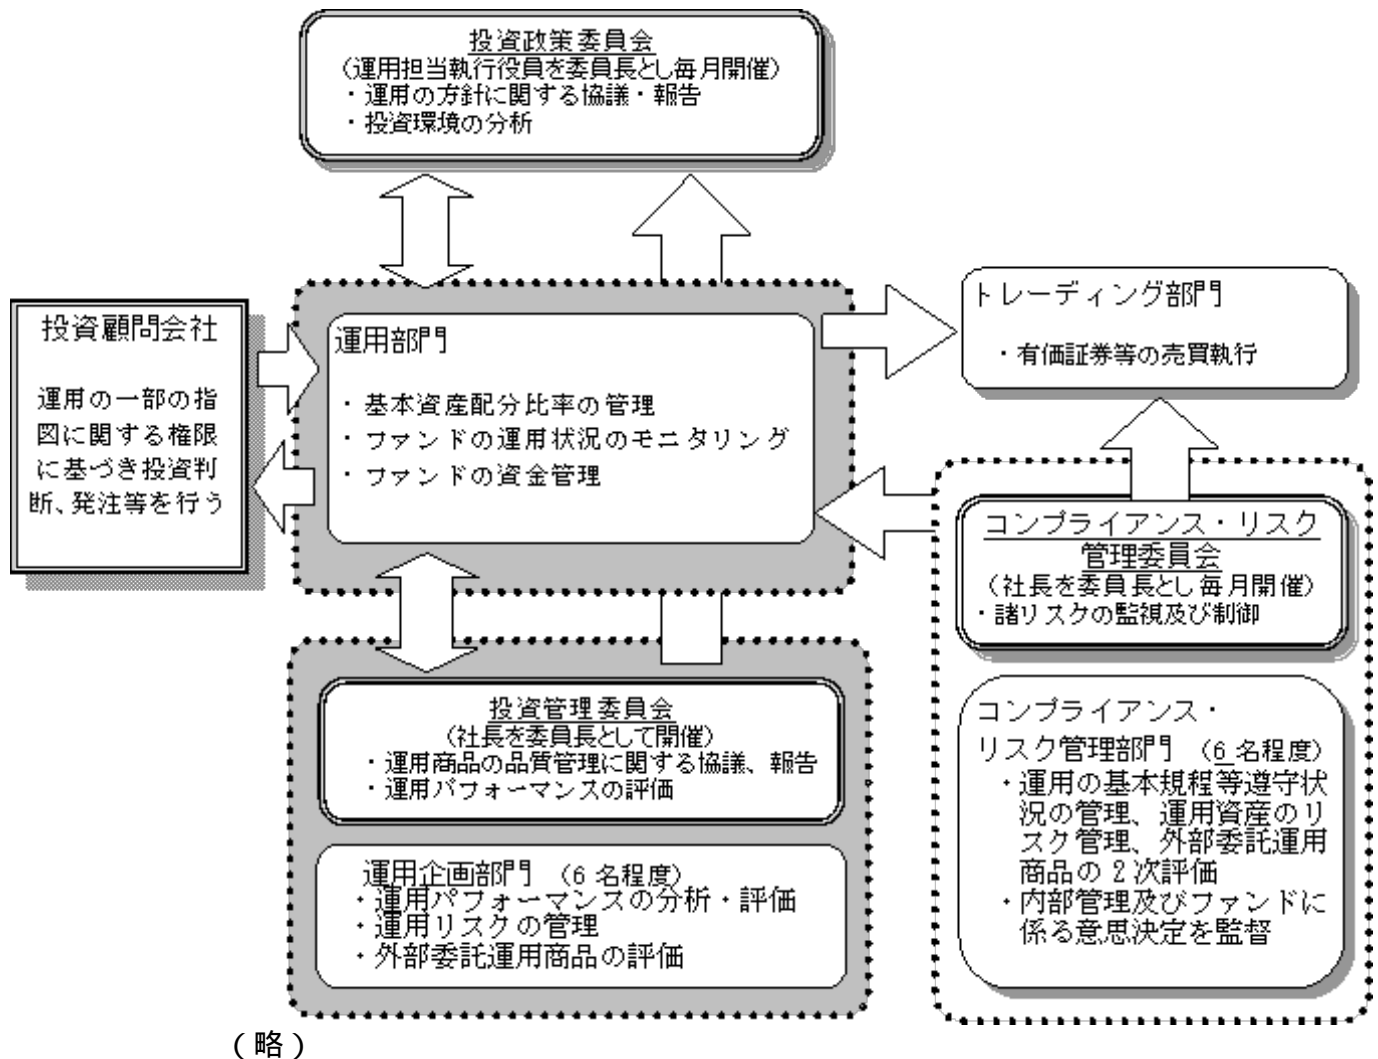 投資政策委員会
(運用担当執行役員を委員長とし毎月開催)
・運用の方針に関する協議・報告
・投資環境の分析
投資顧問会社
運用の一部の指
図に関する権限
に基づき投資判
断、発注等を行う
運用部門
・基本資産配分比率の管理
・ファンドの運用状況のモニタリング
・ファンドの資金管理
トレーディング部門
・有価証券等の売買執行
コンプライアンス・リスク
管理委員会
(社長を委員長とし毎月開催)
・諸リスクの監視及び制御
投資管理委員会
(社長を委員長として開催)
・運用商品の品質管理に関する協議、報告
・運用パフォーマンスの評価
運用企画部門 (6名程度)
・運用パフォーマンスの分析・評価
・運用リスクの管理
・外部委託運用商品の評価
コンプライアンス・
リスク管理部門 (6名程度)
・運用の基本規程等遵守状
況の管理、運用資産のリ
スク管理、外部委託運用
商品の2次評価
・内部管理及びファンドに
係る意思決定を監督
(略)